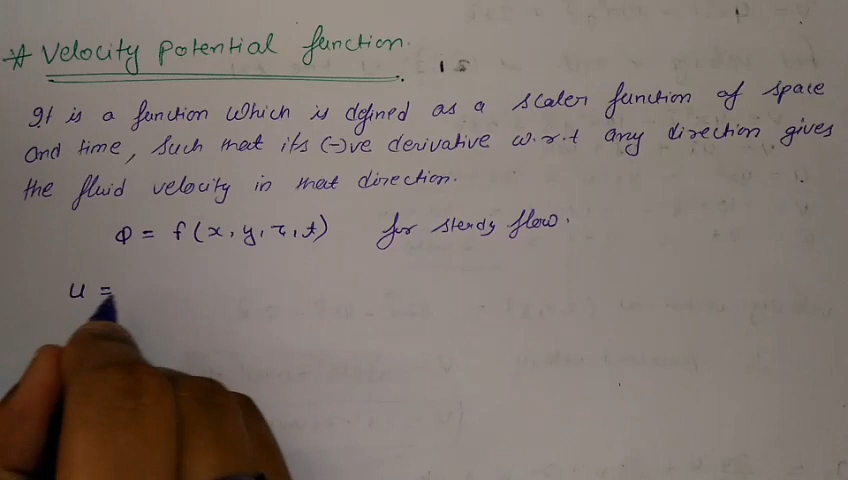 * Velocity potential function.
It is a function which is defined as a scaler function of space
and time, such that its (-)ve derivative w.r.t any direction gives
the fluid velocity in that direction.
Φ = f(x, y, z, t) for steady flow.
u =